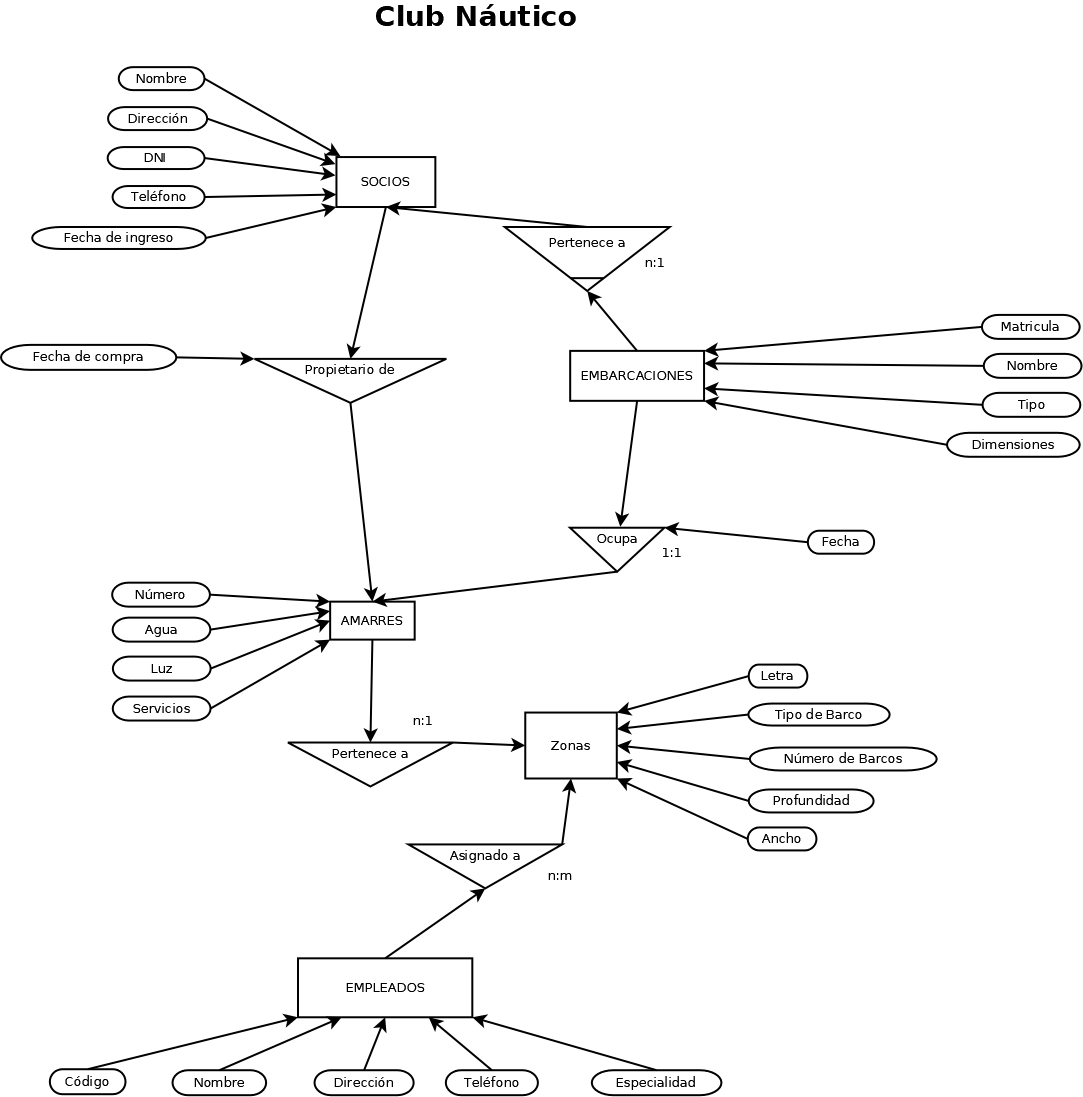 Club Náutico
Nombre
Dirección
DNI
Teléfono
Fecha de ingreso
SOCIOS
Pertenece a
n:1
Fecha de compra
Propietario de
EMBARCACIONES
Matricula
Nombre
Tipo
Dimensiones
Ocupa
1:1
Fecha
Número
Agua
Luz
Servicios
AMARRES
n:1
Pertenece a
Zonas
Letra
Tipo de Barco
Número de Barcos
Profundidad
Ancho
Asignado a
n:m
EMPLEADOS
Código
Nombre
Dirección
Teléfono
Especialidad